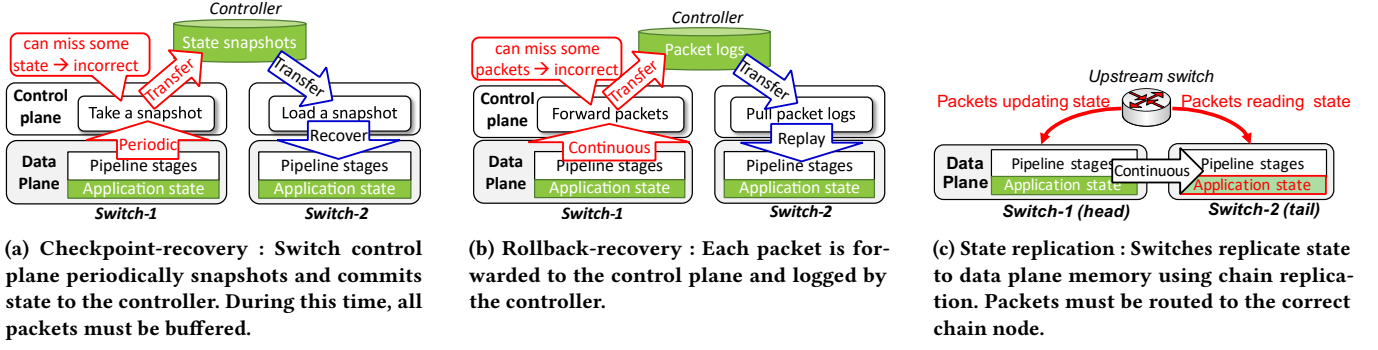 Controller
State snapshots
can miss some
state → incorrect
Transfer
Transfer
Control
plane
Take a snapshot
Load a snapshot
Periodic
Recover
Data
Plane
Pipeline stages
Application state
Pipeline stages
Application state
Switch-1
Switch-2
(a) Checkpoint-recovery : Switch control
plane periodically snapshots and commits
state to the controller. During this time, all
packets must be buffered.
Controller
Packet logs
can miss some
packets → incorrect
Transfer
Transfer
Control
plane
Forward packets
Pull packet logs
Continuous
Replay
Data
Plane
Pipeline stages
Application state
Pipeline stages
Application state
Switch-1
Switch-2
(b) Rollback-recovery : Each packet is for-
warded to the control plane and logged by
the controller.
Upstream switch
Packets updating state
Packets reading state
Data
Plane
Pipeline stages
Application state
Continuous
Pipeline stages
Application state
Switch-1 (head)
Switch-2 (tail)
(c) State replication : Switches replicate state
to data plane memory using chain replica-
tion. Packets must be routed to the correct
chain node.